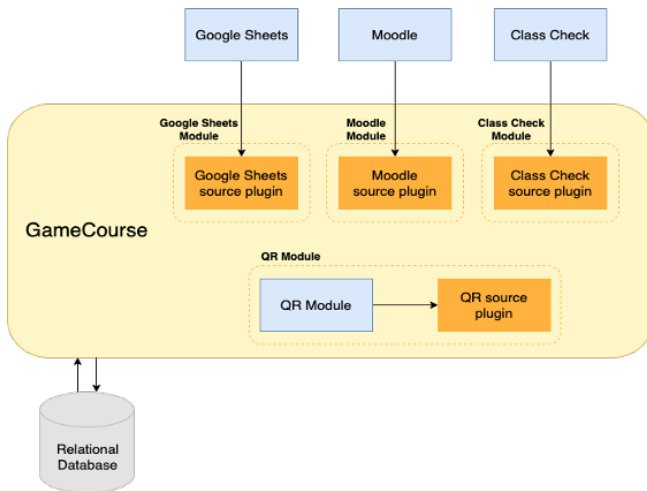 Google Sheets
Moodle
Class Check
Google Sheets
Module
Moodle
Module
Class Check
Module
Google Sheets
source plugin
Moodle
source plugin
Class Check
source plugin
GameCourse
QR Module
QR Module
QR source
plugin
Relational
Database